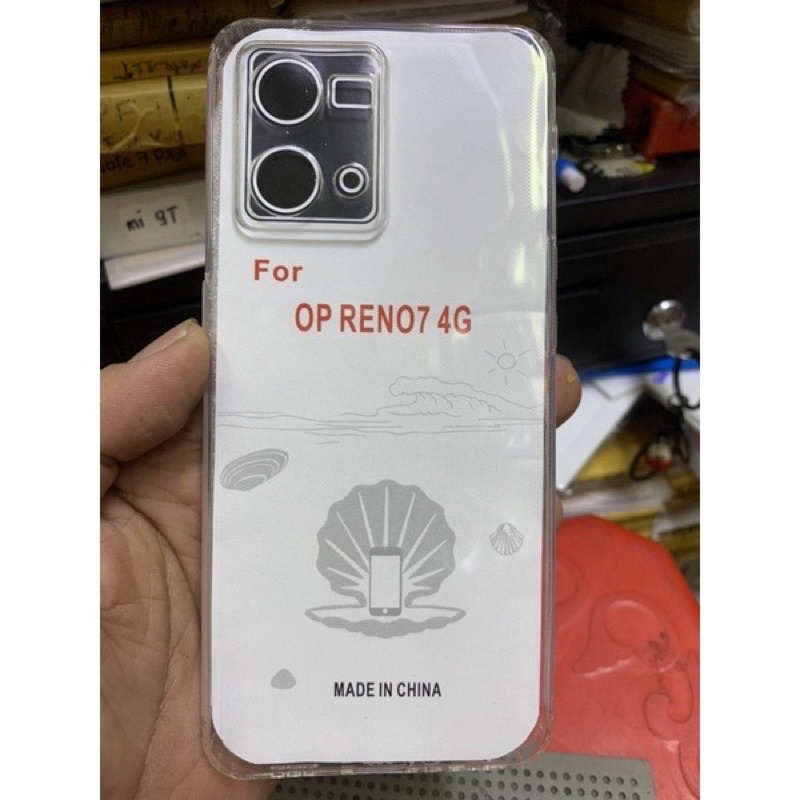 mi 9T
For
OP RENO7 4G
MADE IN CHINA